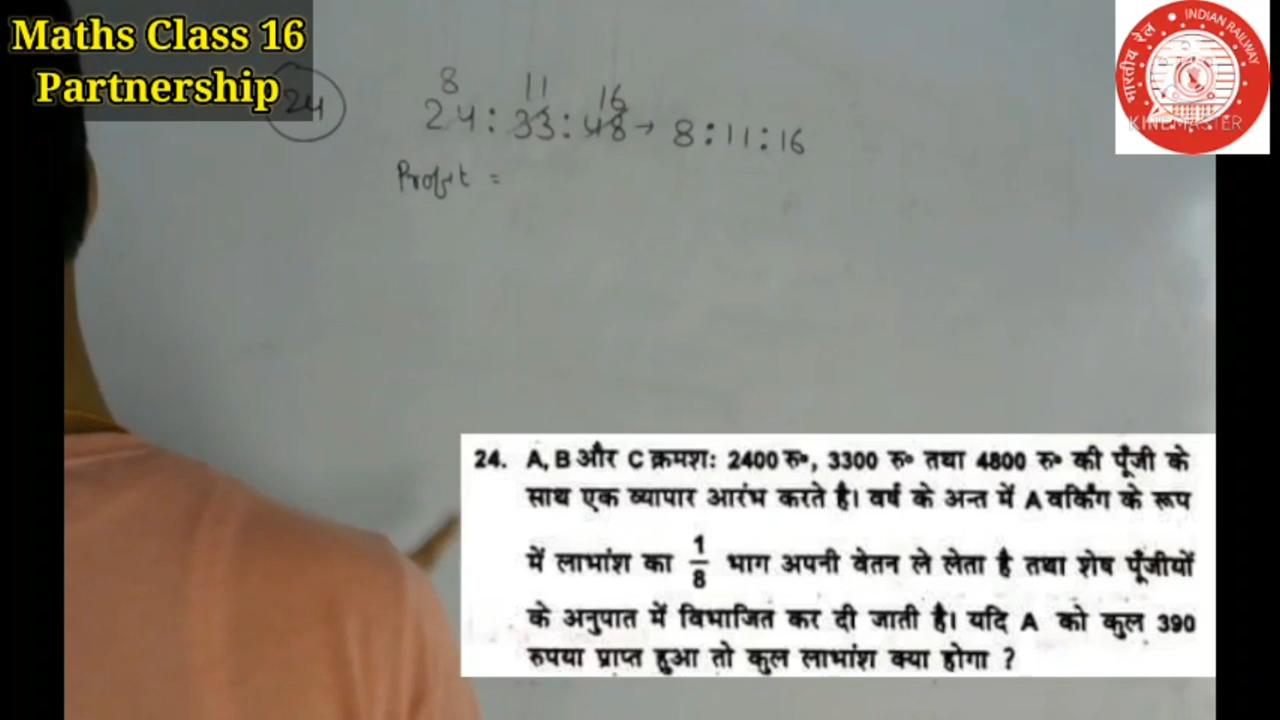 Maths Class 16
Partnership
24
8 11 16
24 : 33 : 48 → 8 : 11 : 16
Profit =
भारतीय रेल
INDIAN RAILWAY
KINEMASTER
24. A, B और C क्रमशः 2400 रु॰, 3300 रु॰ तथा 4800 रु॰ की पूँजी के
साथ एक व्यापार आरंभ करते है। वर्ष के अन्त में A वर्किंग के रूप
में लाभांश का 1/8 भाग अपनी वेतन ले लेता है तथा शेष पूँजीयों
के अनुपात में विभाजित कर दी जाती है। यदि A को कुल 390
रुपया प्राप्त हुआ तो कुल लाभांश क्या होगा ?